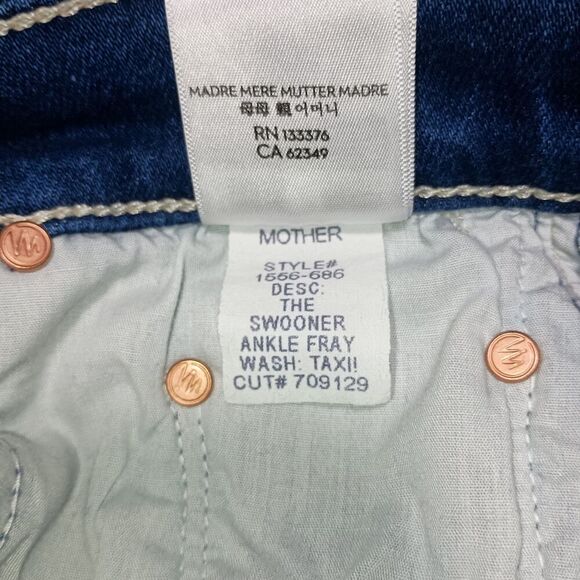 MADRE MERE MUTTER MADRE
母母 親 어머니
RN 133376
CA 62349
MOTHER
STYLE#
1556-686
DESC:
THE
SWOONER
ANKLE FRAY
WASH: TAXI!
CUT# 709129